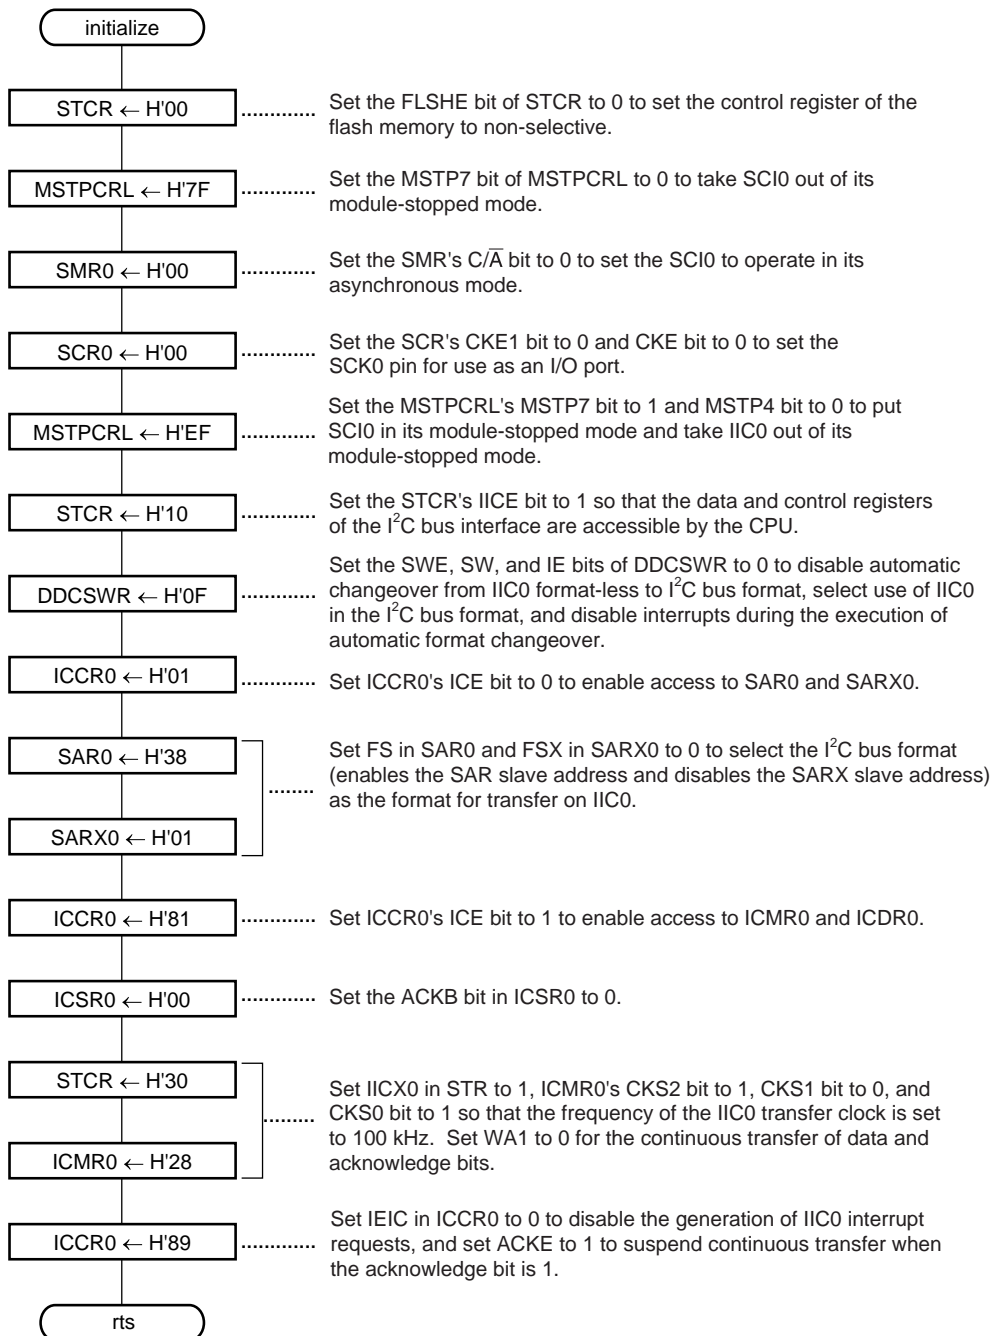 initialize
STCR ← H'00
Set the FLSHE bit of STCR to 0 to set the control register of the
flash memory to non-selective.
MSTPCRL ← H'7F
Set the MSTP7 bit of MSTPCRL to 0 to take SCI0 out of its
module-stopped mode.
SMR0 ← H'00
Set the SMR's C/A̅ bit to 0 to set the SCI0 to operate in its
asynchronous mode.
SCR0 ← H'00
Set the SCR's CKE1 bit to 0 and CKE bit to 0 to set the
SCK0 pin for use as an I/O port.
MSTPCRL ← H'EF
Set the MSTPCRL's MSTP7 bit to 1 and MSTP4 bit to 0 to put
SCI0 in its module-stopped mode and take IIC0 out of its
module-stopped mode.
STCR ← H'10
Set the STCR's IICE bit to 1 so that the data and control registers
of the I²C bus interface are accessible by the CPU.
DDCSWR ← H'0F
Set the SWE, SW, and IE bits of DDCSWR to 0 to disable automatic
changeover from IIC0 format-less to I²C bus format, select use of IIC0
in the I²C bus format, and disable interrupts during the execution of
automatic format changeover.
ICCR0 ← H'01
Set ICCR0's ICE bit to 0 to enable access to SAR0 and SARX0.
SAR0 ← H'38
SARX0 ← H'01
Set FS in SAR0 and FSX in SARX0 to 0 to select the I²C bus format
(enables the SAR slave address and disables the SARX slave address)
as the format for transfer on IIC0.
ICCR0 ← H'81
Set ICCR0's ICE bit to 1 to enable access to ICMR0 and ICDR0.
ICSR0 ← H'00
Set the ACKB bit in ICSR0 to 0.
STCR ← H'30
ICMR0 ← H'28
Set IICX0 in STR to 1, ICMR0's CKS2 bit to 1, CKS1 bit to 0, and
CKS0 bit to 1 so that the frequency of the IIC0 transfer clock is set
to 100 kHz. Set WA1 to 0 for the continuous transfer of data and
acknowledge bits.
ICCR0 ← H'89
Set IEIC in ICCR0 to 0 to disable the generation of IIC0 interrupt
requests, and set ACKE to 1 to suspend continuous transfer when
the acknowledge bit is 1.
rts